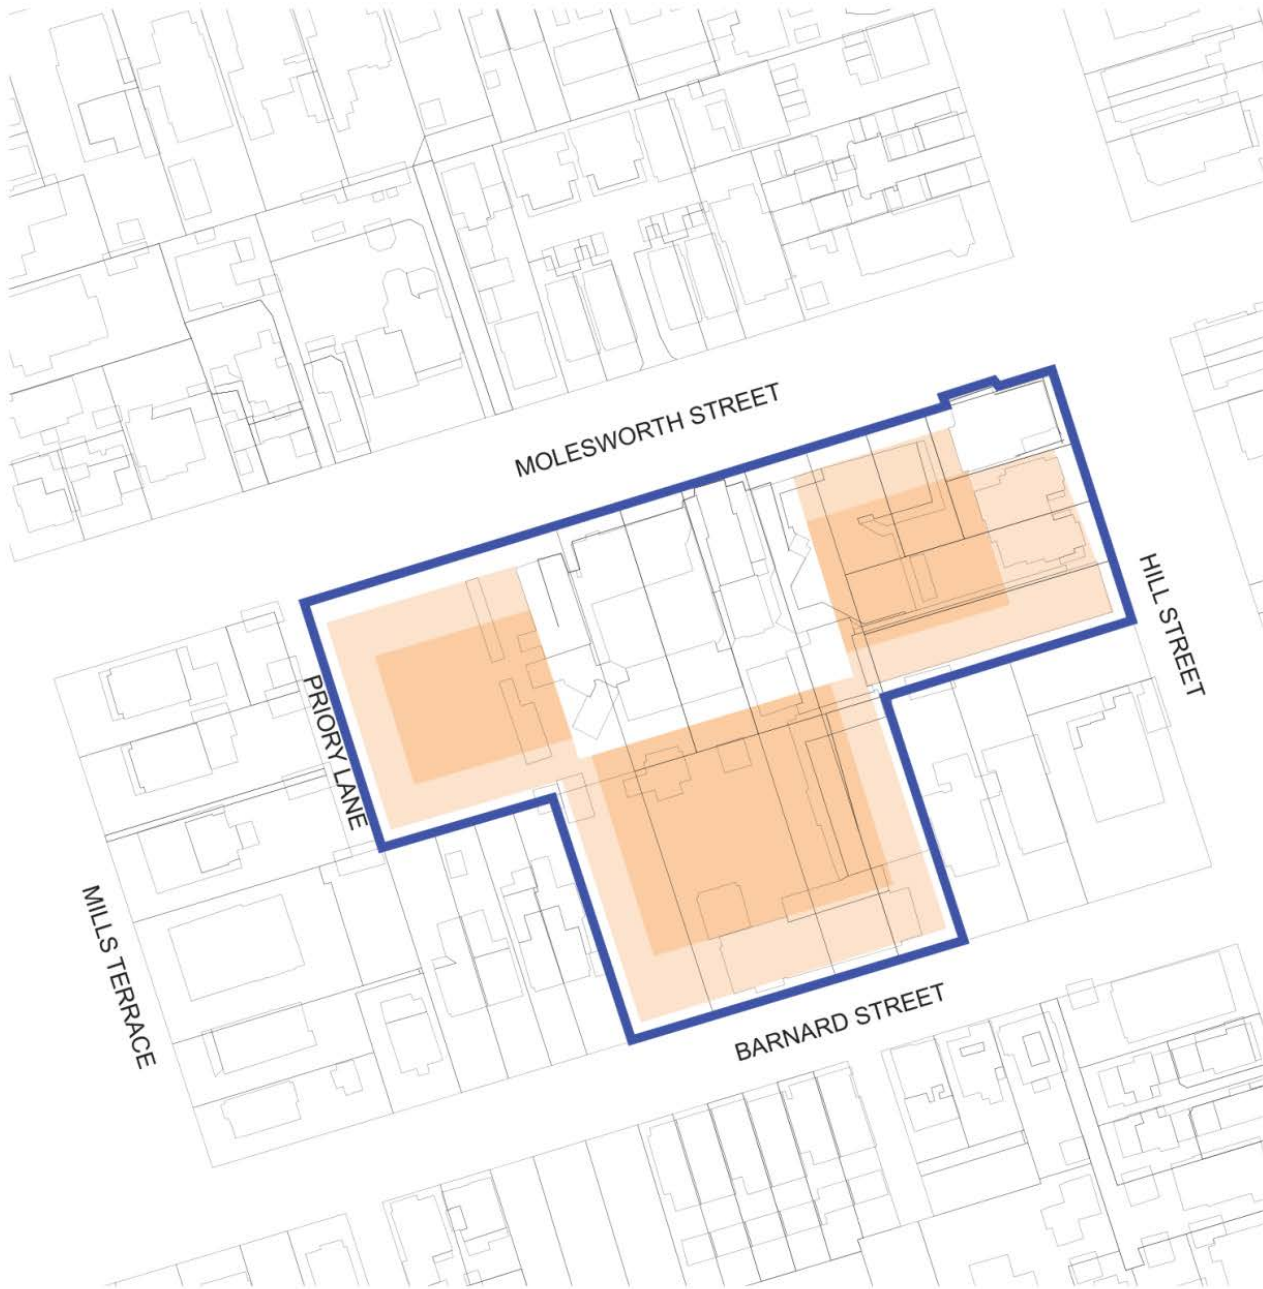 MOLESWORTH STREET
HILL STREET
PRIORY LANE
MILLS TERRACE
BARNARD STREET